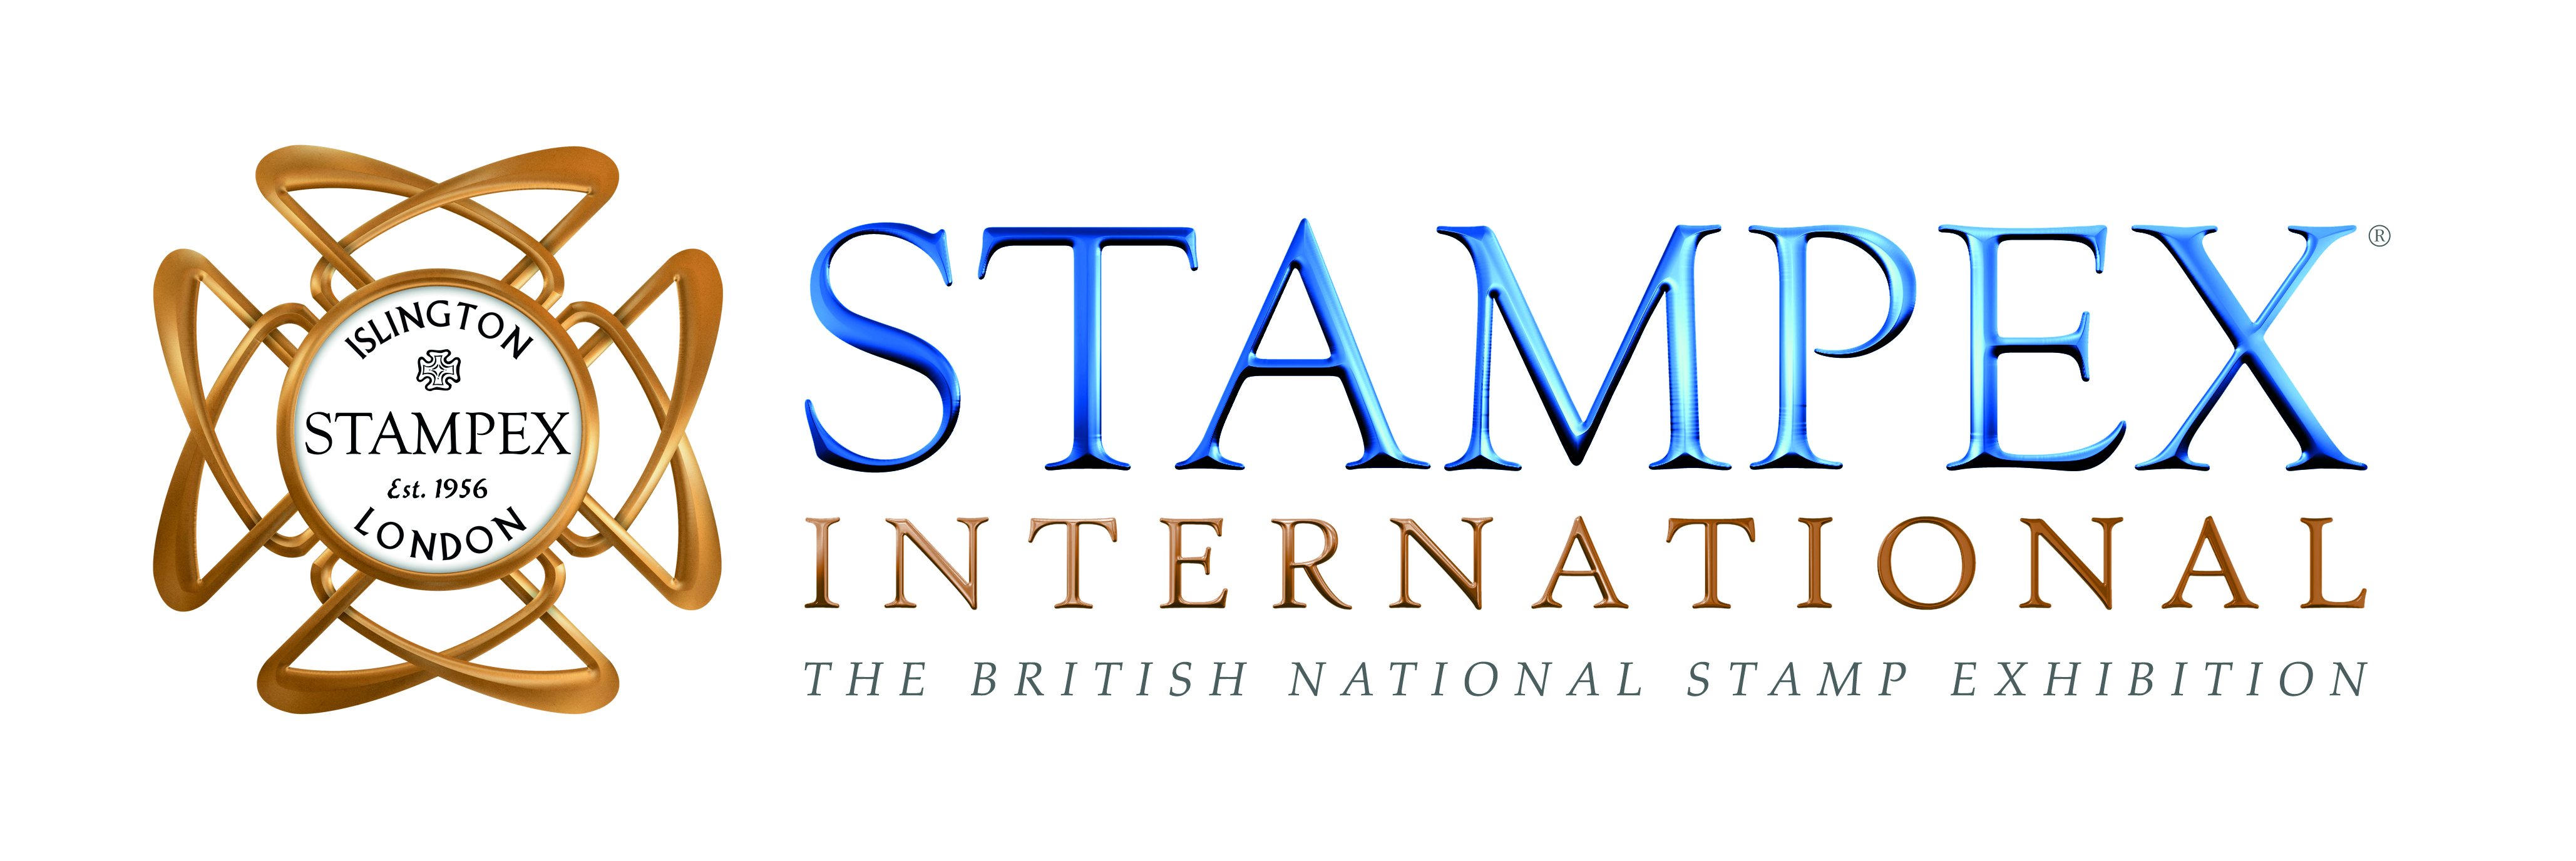 ISLINGTON
STAMPEX
Est. 1956
LONDON
STAMPEX®
INTERNATIONAL
THE BRITISH NATIONAL STAMP EXHIBITION